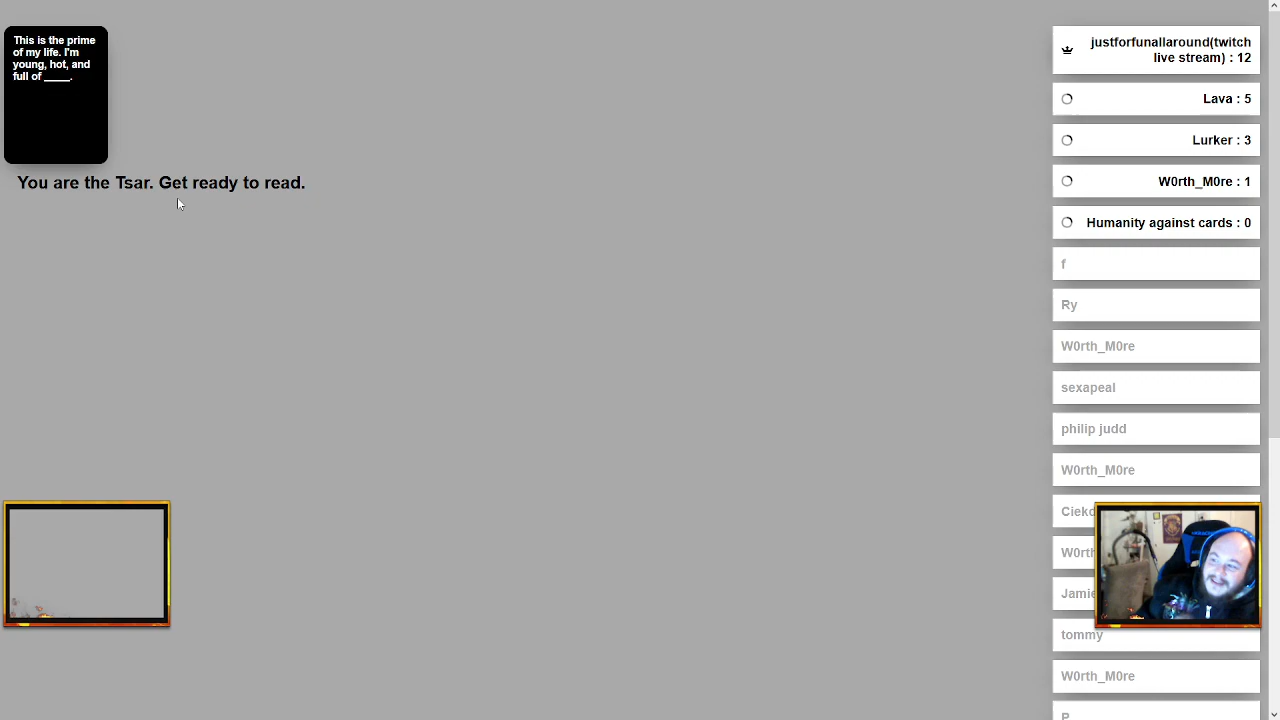 This is the prime
of my life. I'm
young, hot, and
full of _____.
You are the Tsar. Get ready to read.
justforfunallaround(twitch
live stream) : 12
Lava : 5
Lurker : 3
W0rth_M0re : 1
Humanity against cards : 0
f
Ry
W0rth_M0re
sexapeal
philip judd
W0rth_M0re
tommy
W0rth_M0re